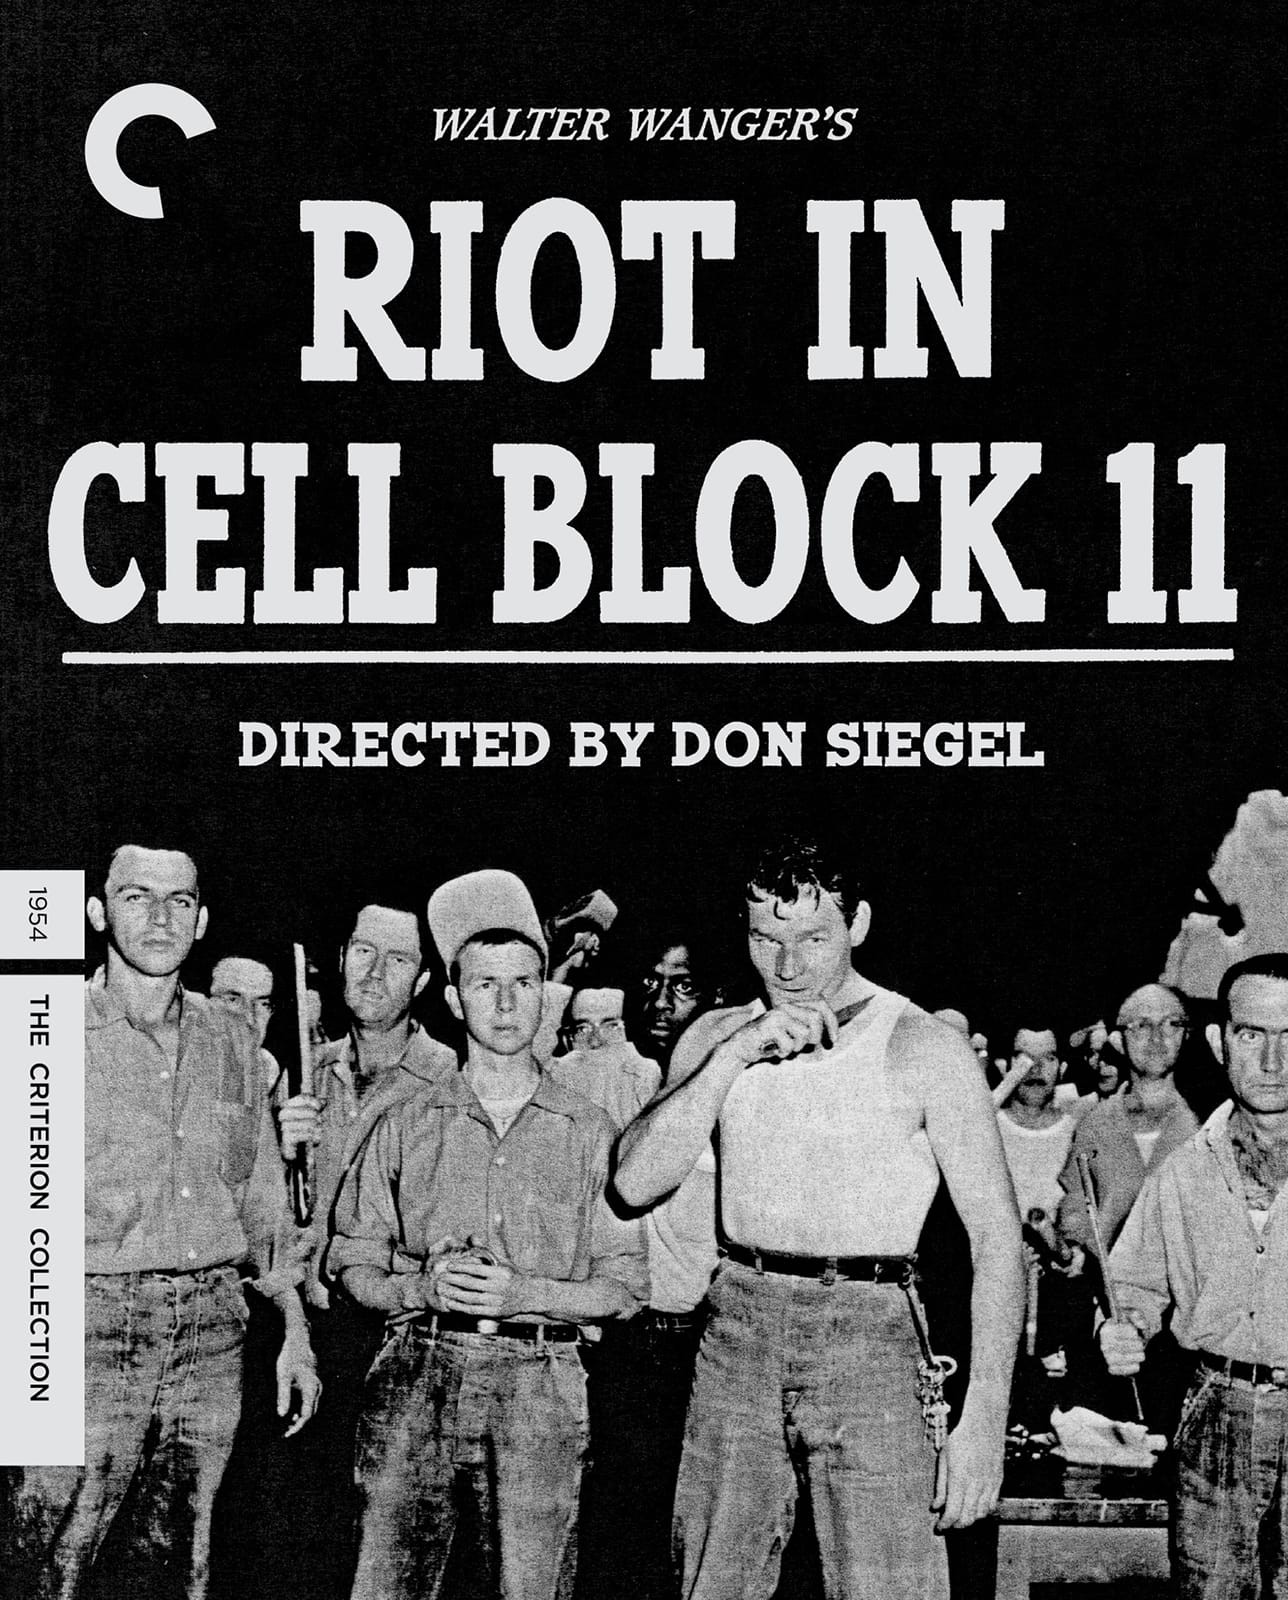 WALTER WANGER'S
RIOT IN
CELL BLOCK 11
DIRECTED BY DON SIEGEL
1954
THE CRITERION COLLECTION